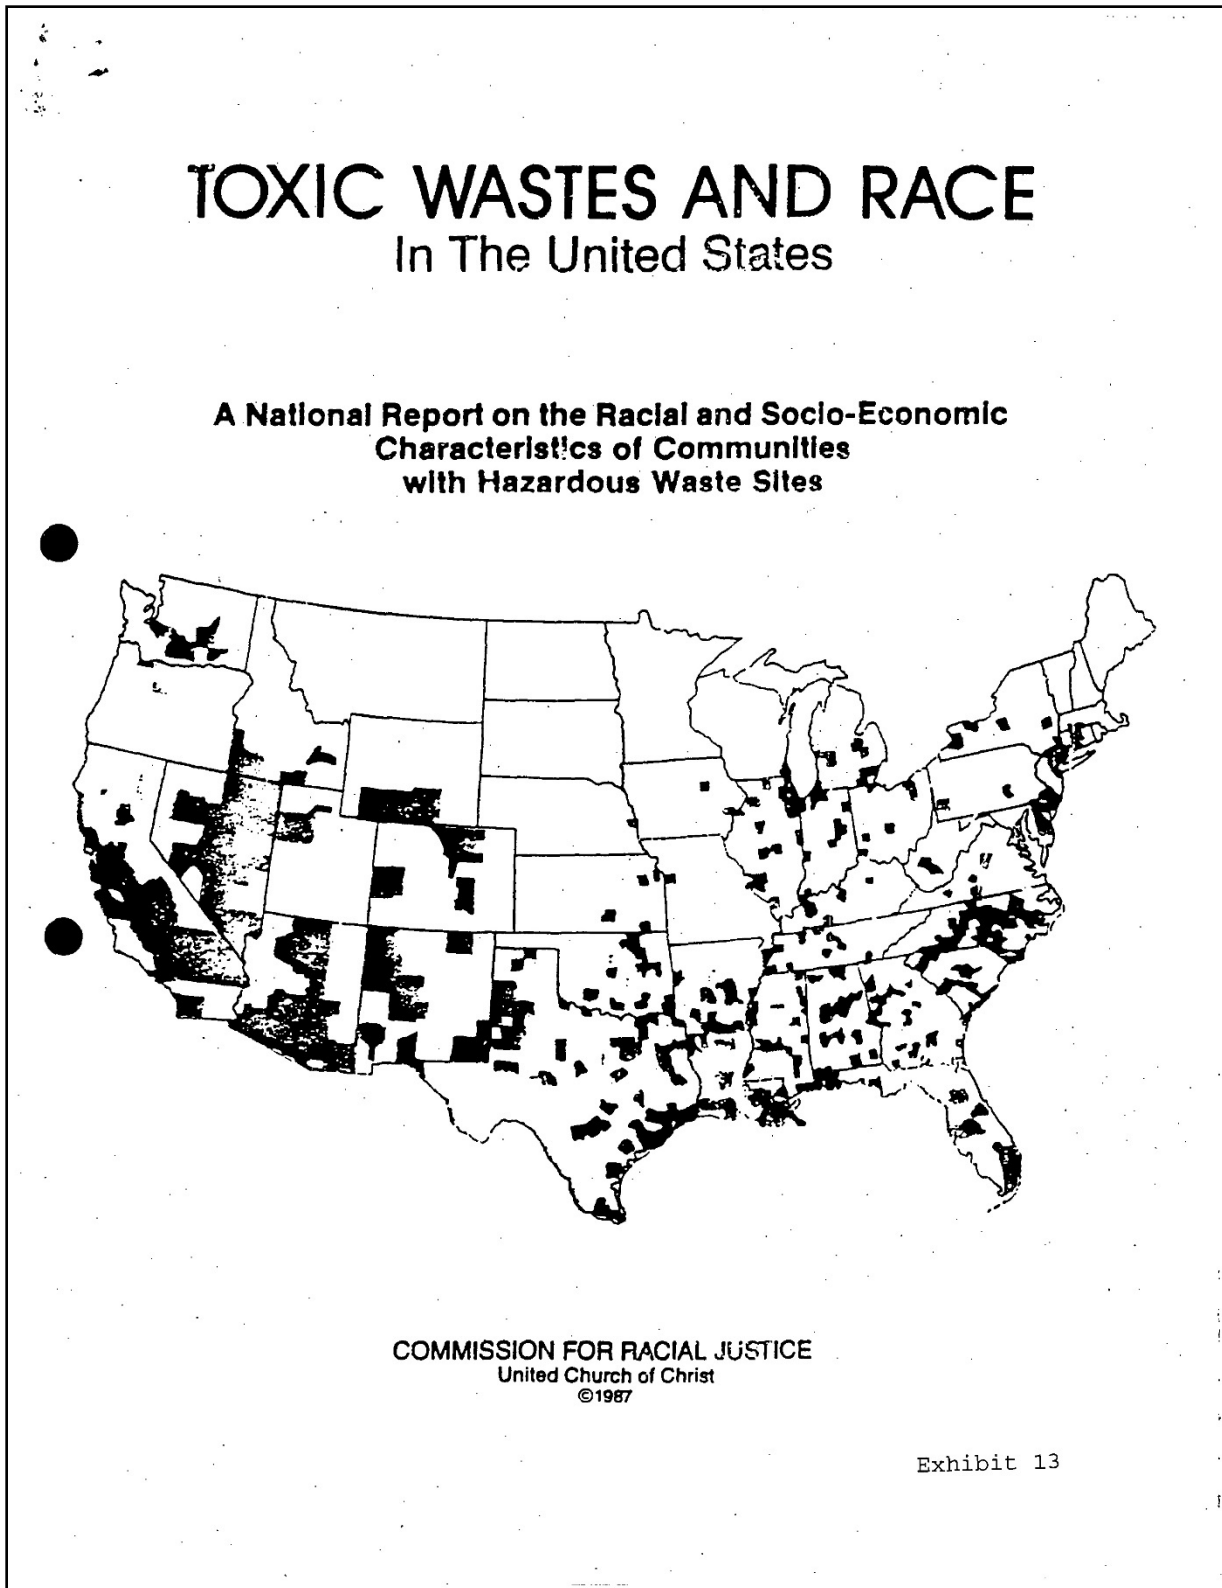 TOXIC WASTES AND RACE
In The United States
A National Report on the Racial and Socio-Economic
Characteristics of Communities
with Hazardous Waste Sites
COMMISSION FOR RACIAL JUSTICE
United Church of Christ
©1987
Exhibit 13